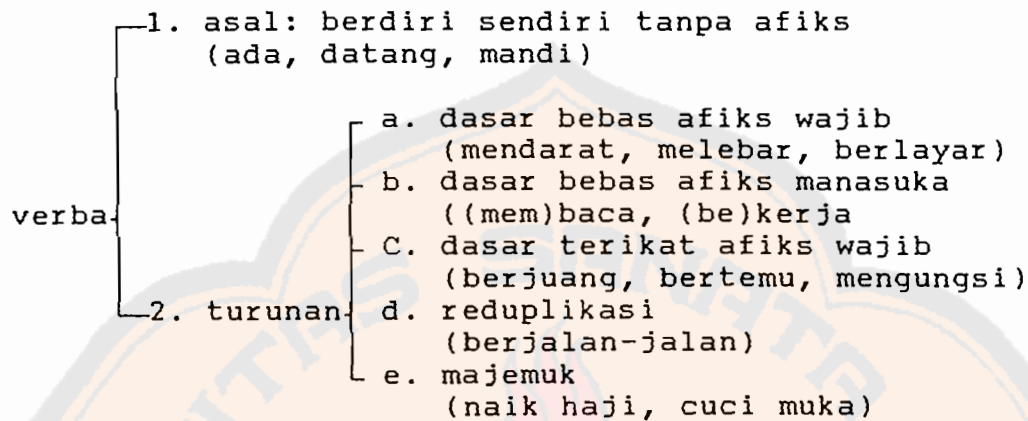 1. asal: berdiri sendiri tanpa afiks
(ada, datang, mandi)
a. dasar bebas afiks wajib
(mendarat, melebar, berlayar)
b. dasar bebas afiks manasuka
verba
((mem)baca, (be)kerja
C. dasar terikat afiks wajib
(berjuang, bertemu, mengungsi)
2. turunan
d. reduplikasi
(berjalan-jalan)
e. majemuk
(naik haji, cuci muka)